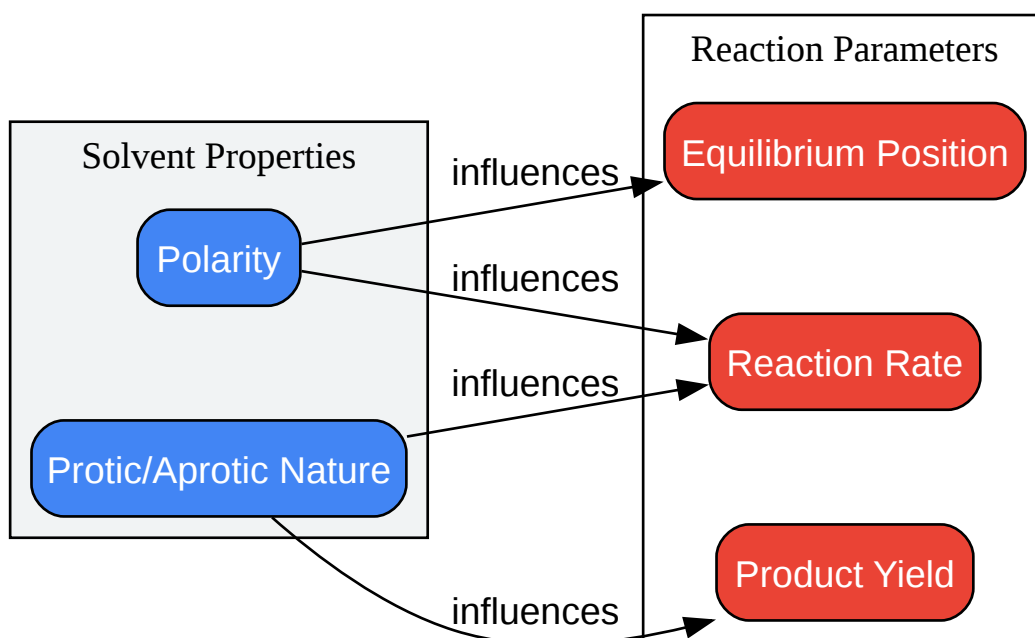 Solvent Properties
Polarity
Protic/Aprotic Nature
influences
influences
influences
influences
Reaction Parameters
Equilibrium Position
Reaction Rate
Product Yield